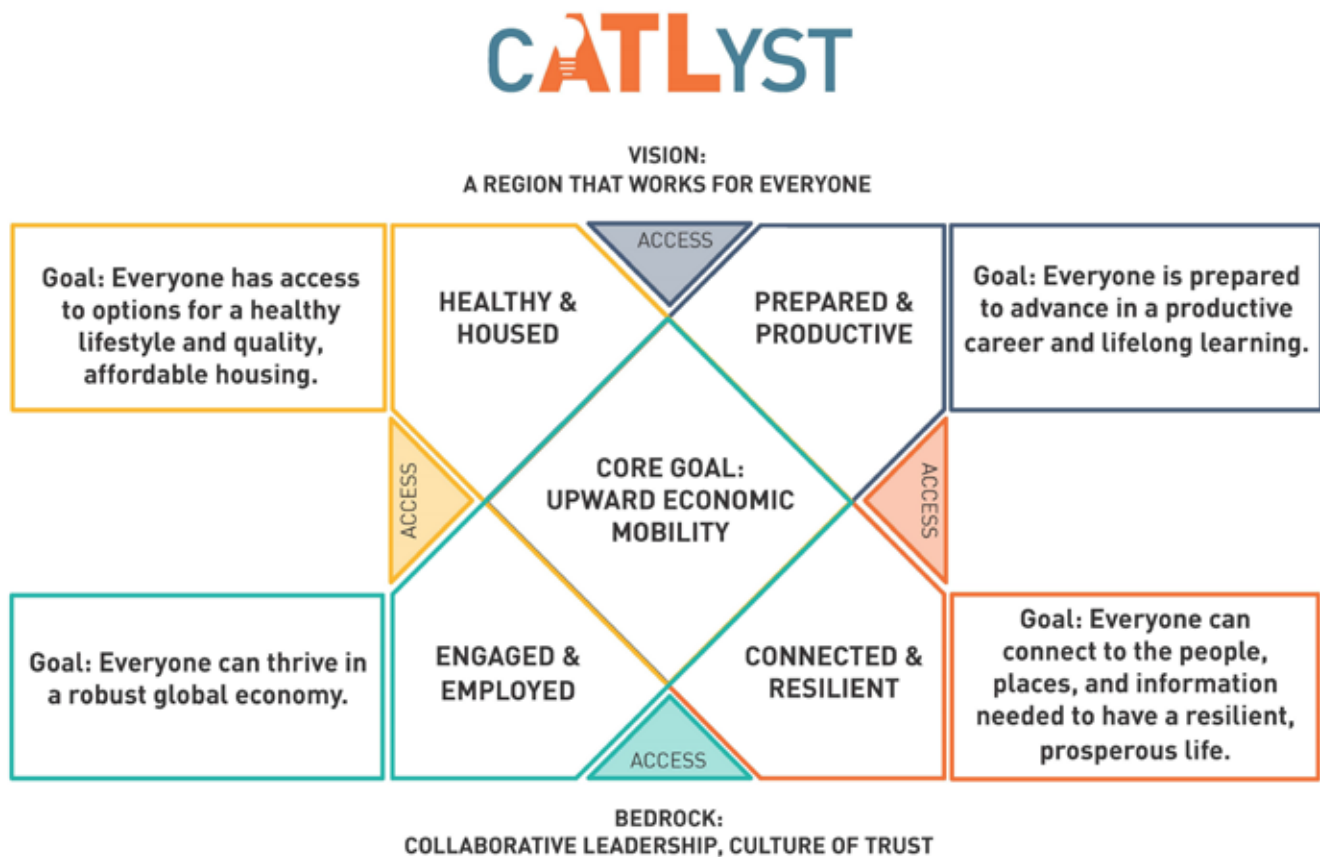 CATLYST
VISION:
A REGION THAT WORKS FOR EVERYONE
Goal: Everyone has access
to options for a healthy
lifestyle and quality,
affordable housing.
HEALTHY &
HOUSED
ACCESS
PREPARED &
PRODUCTIVE
Goal: Everyone is prepared
to advance in a productive
career and lifelong learning.
ACCESS
CORE GOAL:
UPWARD ECONOMIC
MOBILITY
ACCESS
Goal: Everyone can thrive in
a robust global economy.
ENGAGED &
EMPLOYED
ACCESS
CONNECTED &
RESILIENT
Goal: Everyone can
connect to the people,
places, and information
needed to have a resilient,
prosperous life.
BEDROCK:
COLLABORATIVE LEADERSHIP, CULTURE OF TRUST